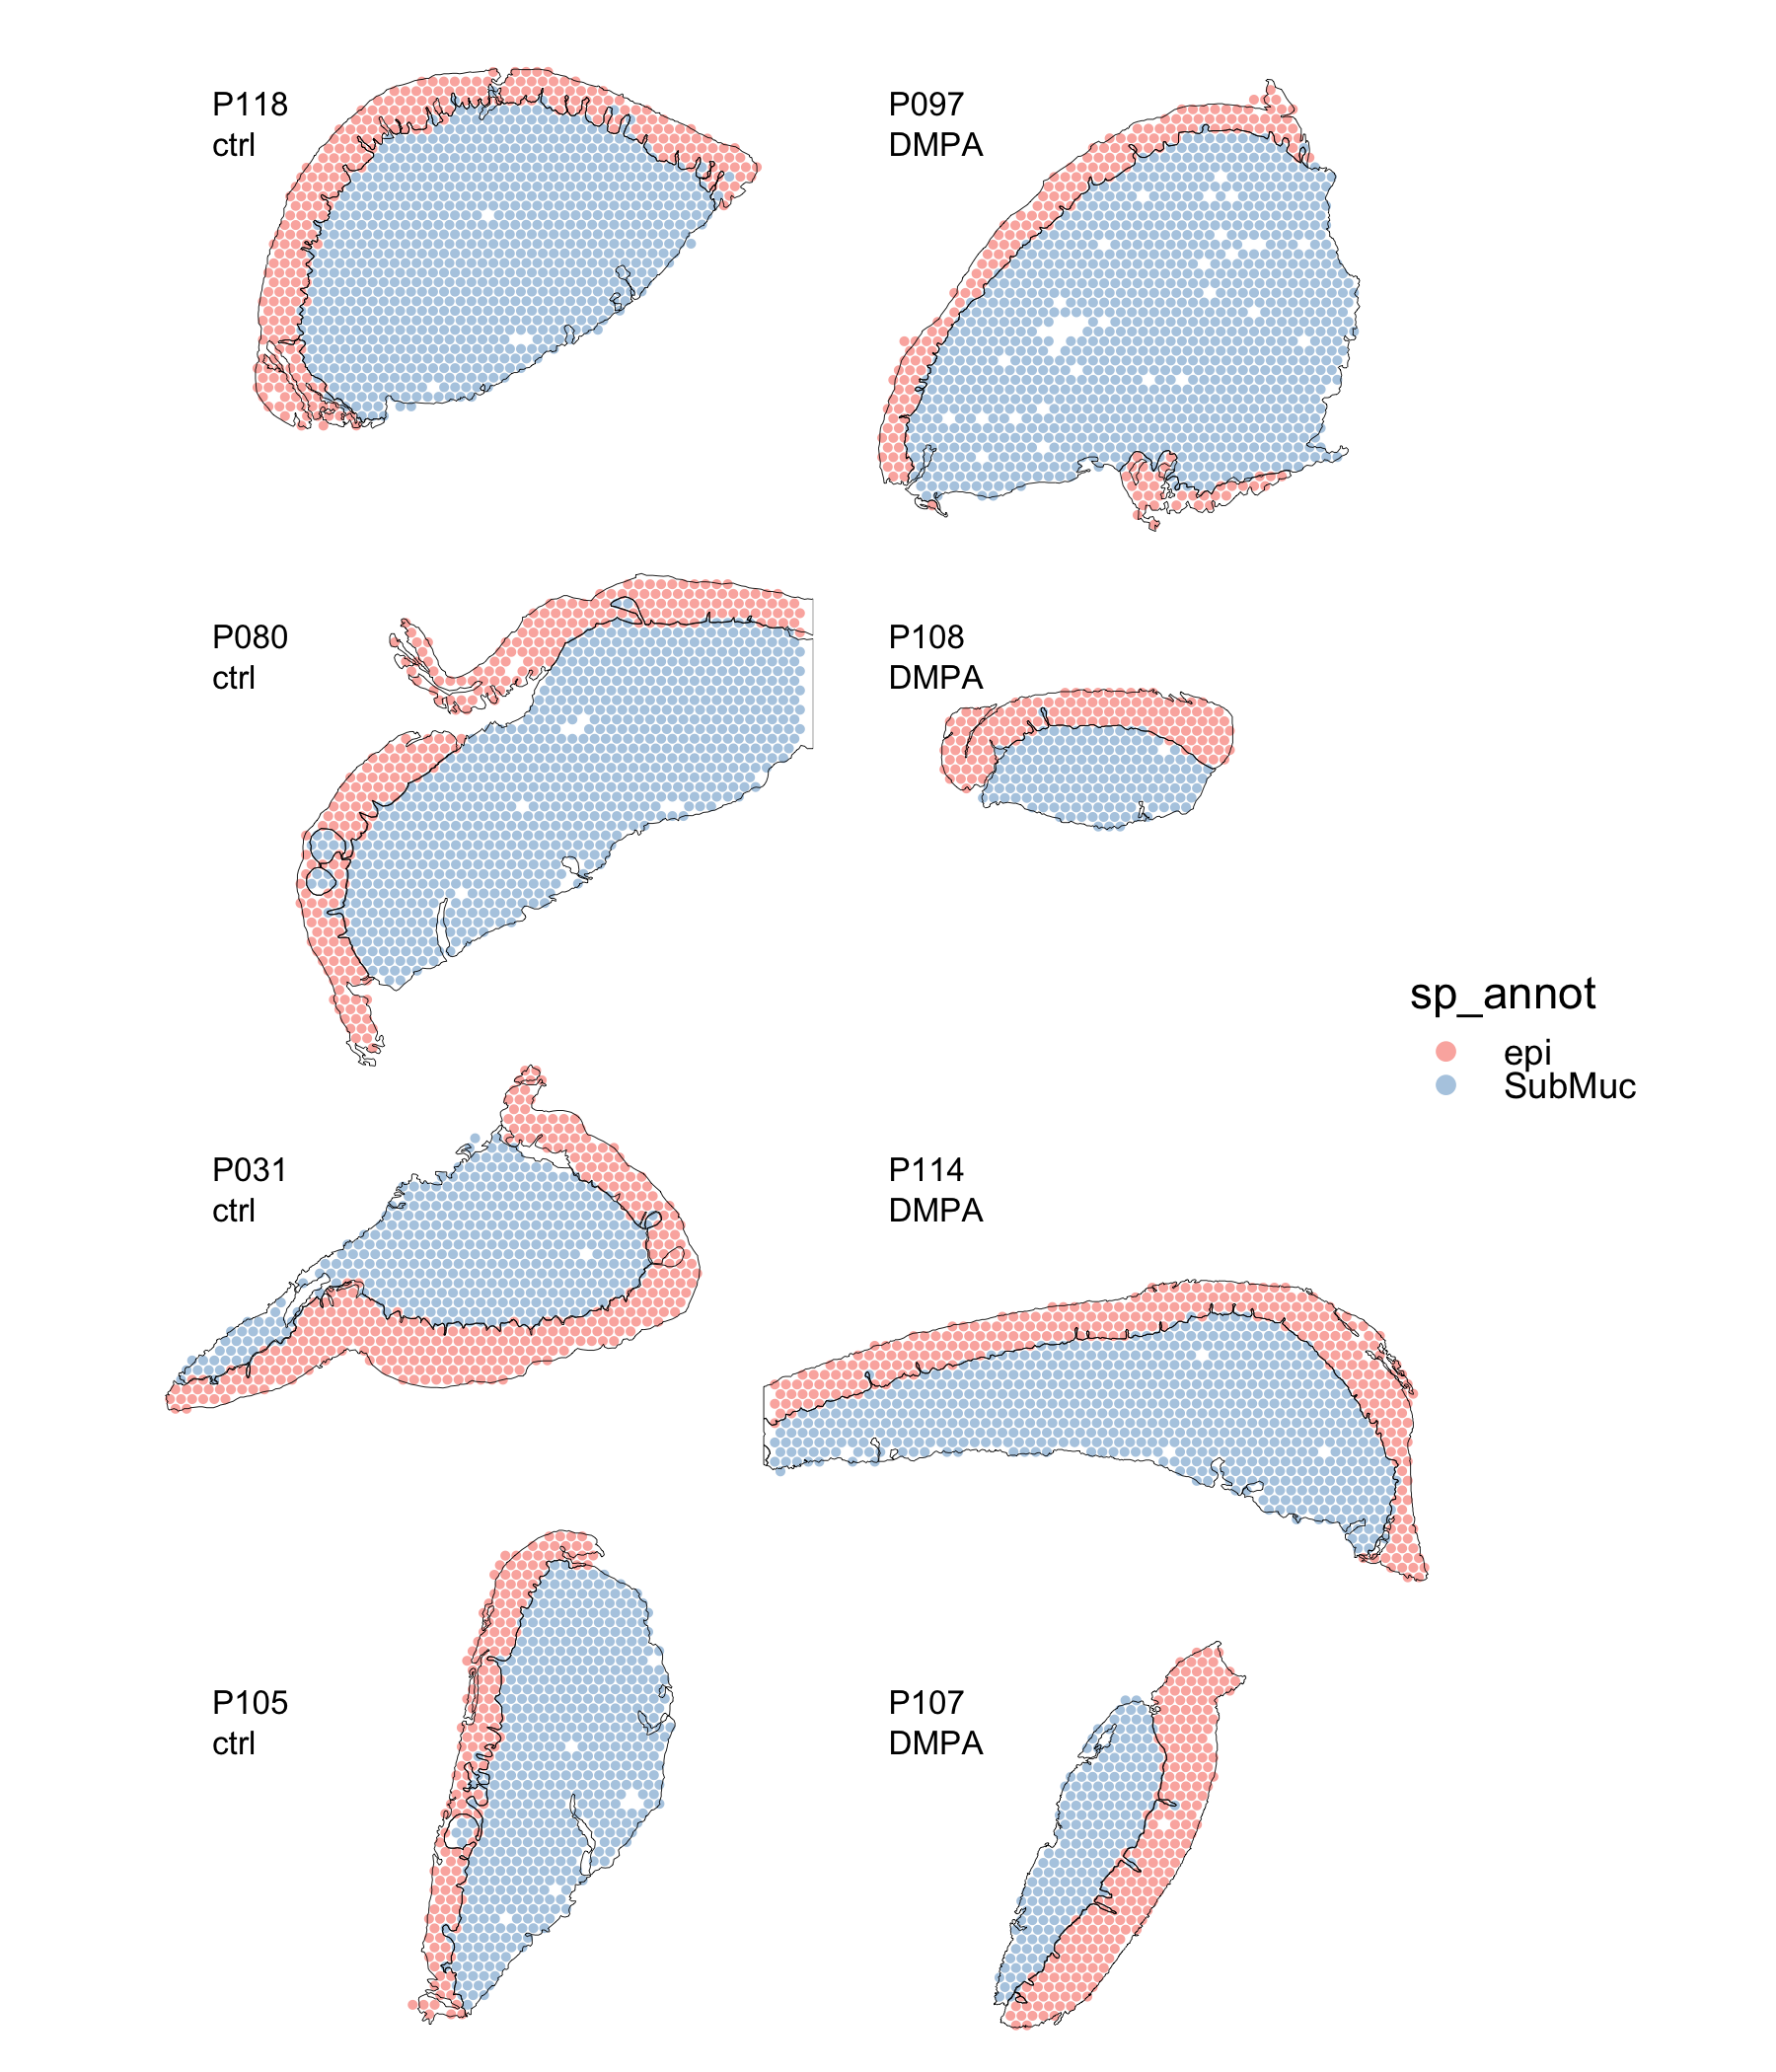 P118
ctrl
P097
DMPA
P080
ctrl
P108
DMPA
sp_annot
epi
SubMuc
P031
ctrl
P114
DMPA
P105
ctrl
P107
DMPA